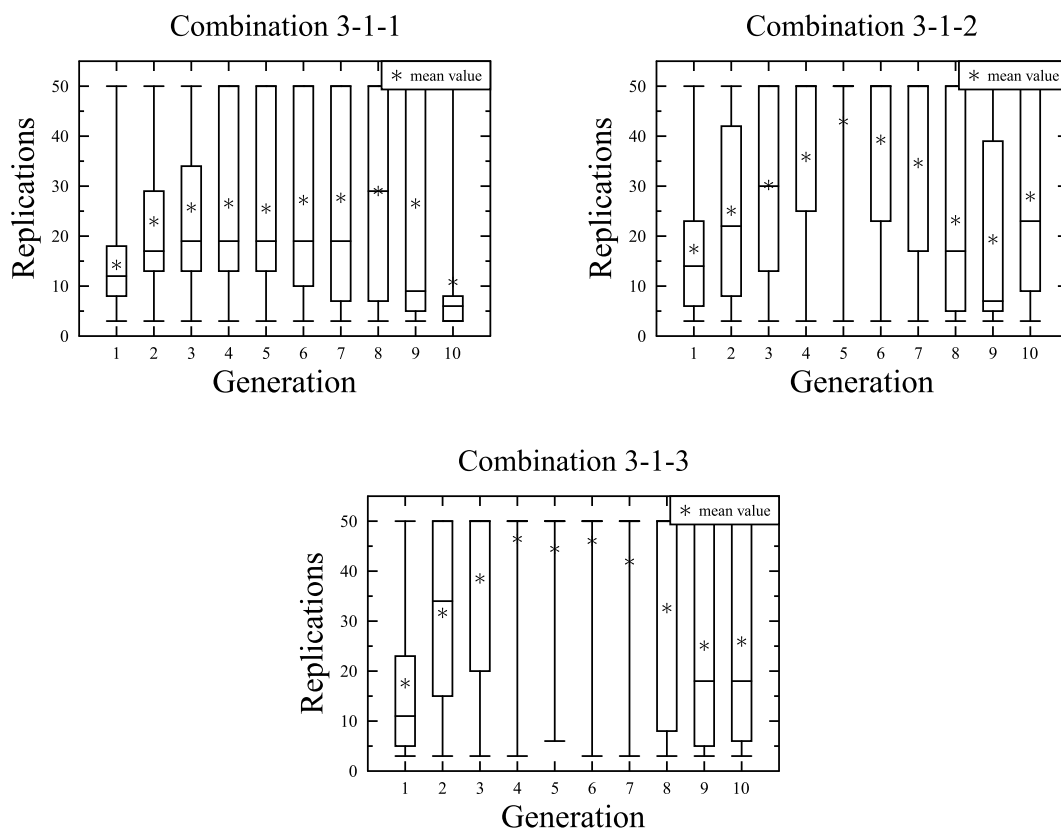 Combination 3-1-1
* mean value
50
40
30
20
10
0
Replications
1 2 3 4 5 6 7 8 9 10
Generation
Combination 3-1-2
* mean value
50
40
30
20
10
0
Replications
1 2 3 4 5 6 7 8 9 10
Generation
Combination 3-1-3
* mean value
50
40
30
20
10
0
Replications
1 2 3 4 5 6 7 8 9 10
Generation